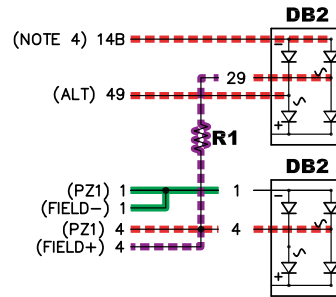 DB2
(NOTE 4) 14B
29
(ALT) 49
R1
DB2
(PZ1) 1 1
(FIELD-) 1
(PZ1) 4 4
(FIELD+) 4